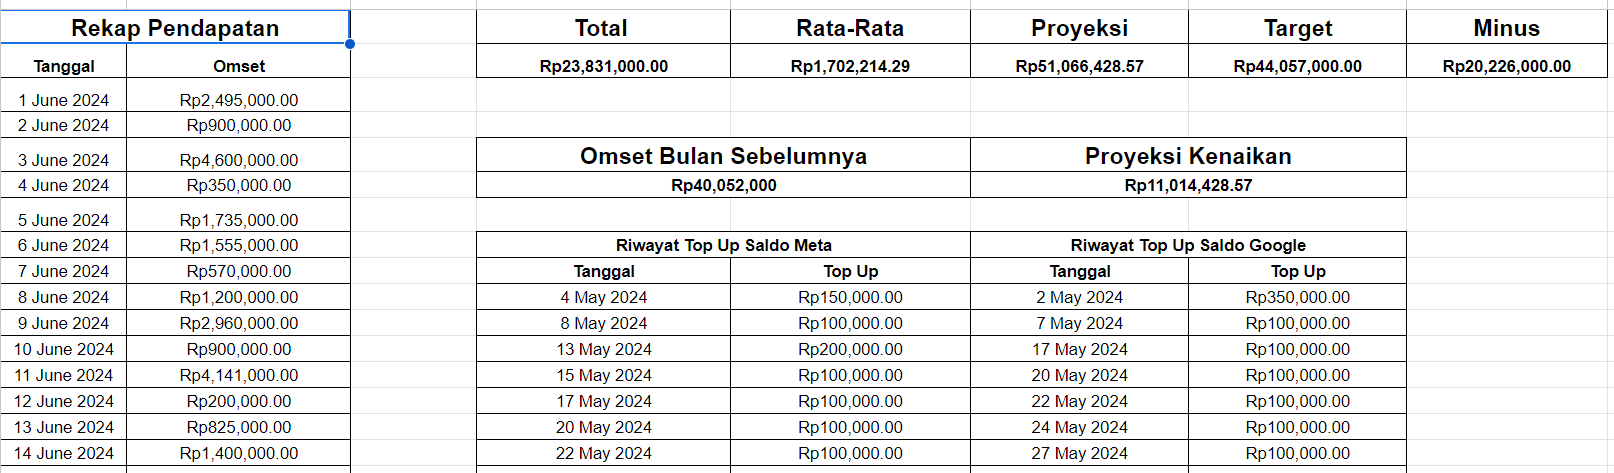 Rekap Pendapatan
Tanggal Omset
1 June 2024 Rp2,495,000.00
2 June 2024 Rp900,000.00
3 June 2024 Rp4,600,000.00
4 June 2024 Rp350,000.00
5 June 2024 Rp1,735,000.00
6 June 2024 Rp1,555,000.00
7 June 2024 Rp570,000.00
8 June 2024 Rp1,200,000.00
9 June 2024 Rp2,960,000.00
10 June 2024 Rp900,000.00
11 June 2024 Rp4,141,000.00
12 June 2024 Rp200,000.00
13 June 2024 Rp825,000.00
14 June 2024 Rp1,400,000.00
Total Rata-Rata Proyeksi Target Minus
Rp23,831,000.00 Rp1,702,214.29 Rp51,066,428.57 Rp44,057,000.00 Rp20,226,000.00
Omset Bulan Sebelumnya Proyeksi Kenaikan
Rp40,052,000 Rp11,014,428.57
Riwayat Top Up Saldo Meta Riwayat Top Up Saldo Google
Tanggal Top Up Tanggal Top Up
4 May 2024 Rp150,000.00 2 May 2024 Rp350,000.00
8 May 2024 Rp100,000.00 7 May 2024 Rp100,000.00
13 May 2024 Rp200,000.00 17 May 2024 Rp100,000.00
15 May 2024 Rp100,000.00 20 May 2024 Rp100,000.00
17 May 2024 Rp100,000.00 22 May 2024 Rp100,000.00
20 May 2024 Rp100,000.00 24 May 2024 Rp100,000.00
22 May 2024 Rp100,000.00 27 May 2024 Rp100,000.00